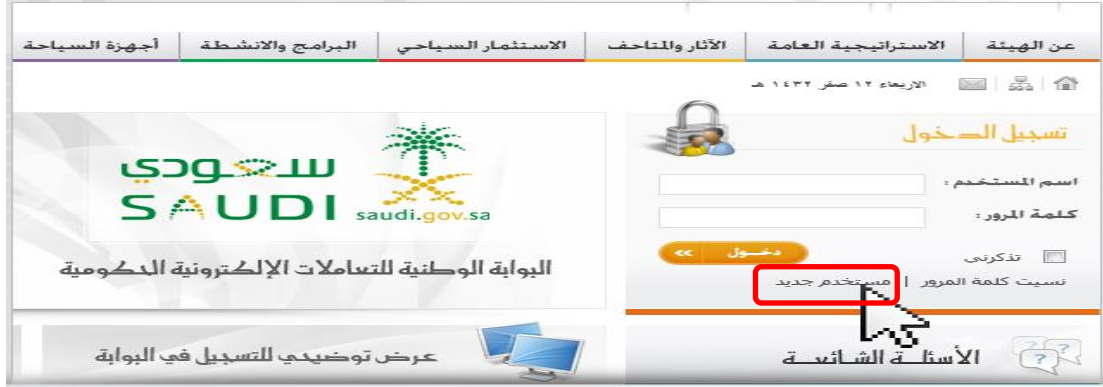 عن الهيئة الاستراتيجية العامة الآثار والمتاحف الاستثمار السياحي البرامج والانشطة أجهزة السياحة
الاربعاء ١٢ صفر ١٤٣٢ هـ
تسجيل الدخول
اسم المستخدم :
كلمة المرور :
تذكرنى
دخول >>
نسيت كلمة المرور | مستخدم جديد
سعودي
SAUDI
saudi.gov.sa
البوابة الوطنية للتعاملات الإلكترونية الحكومية
الأسئلة الشائعة
عرض توضيحي للتسجيل في البوابة